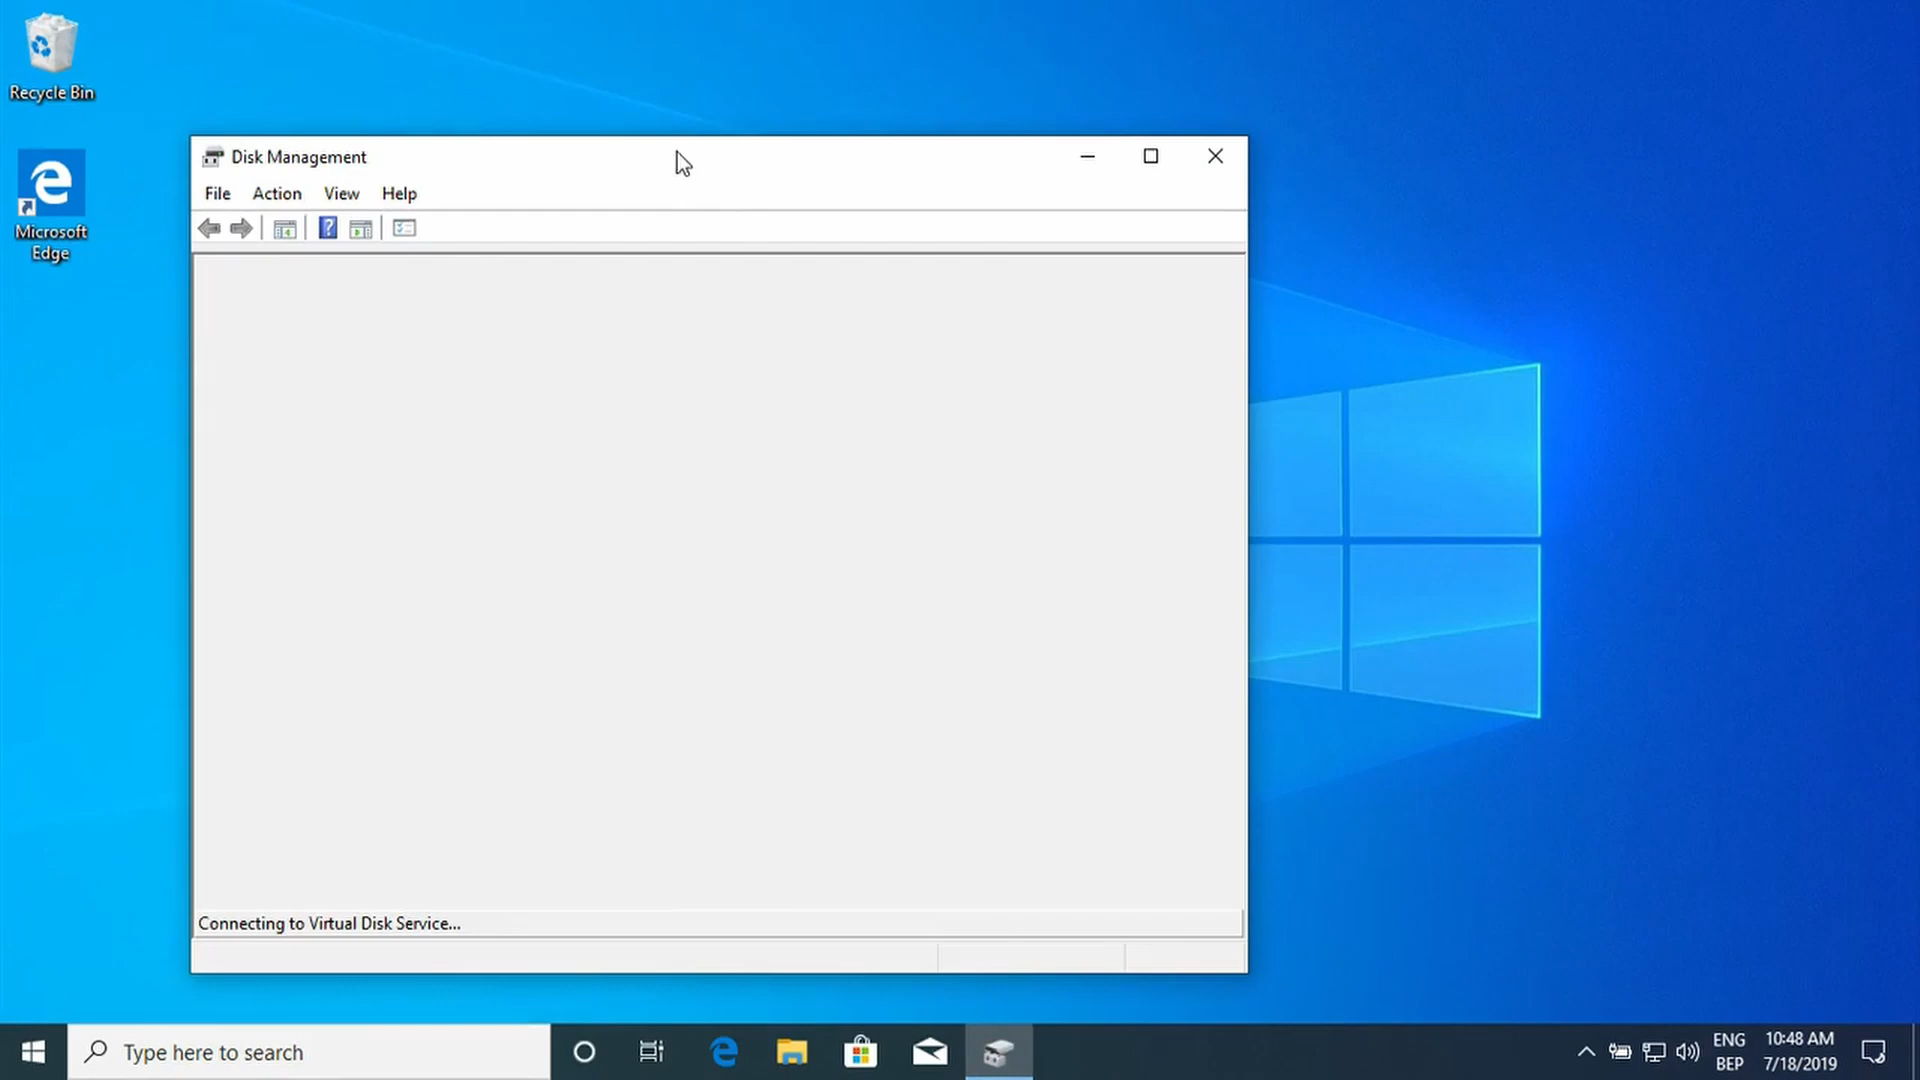 Recycle Bin
Microsoft
Edge
Disk Management
File Action View Help
Connecting to Virtual Disk Service...
Type here to search
ENG
BEP
10:48 AM
7/18/2019